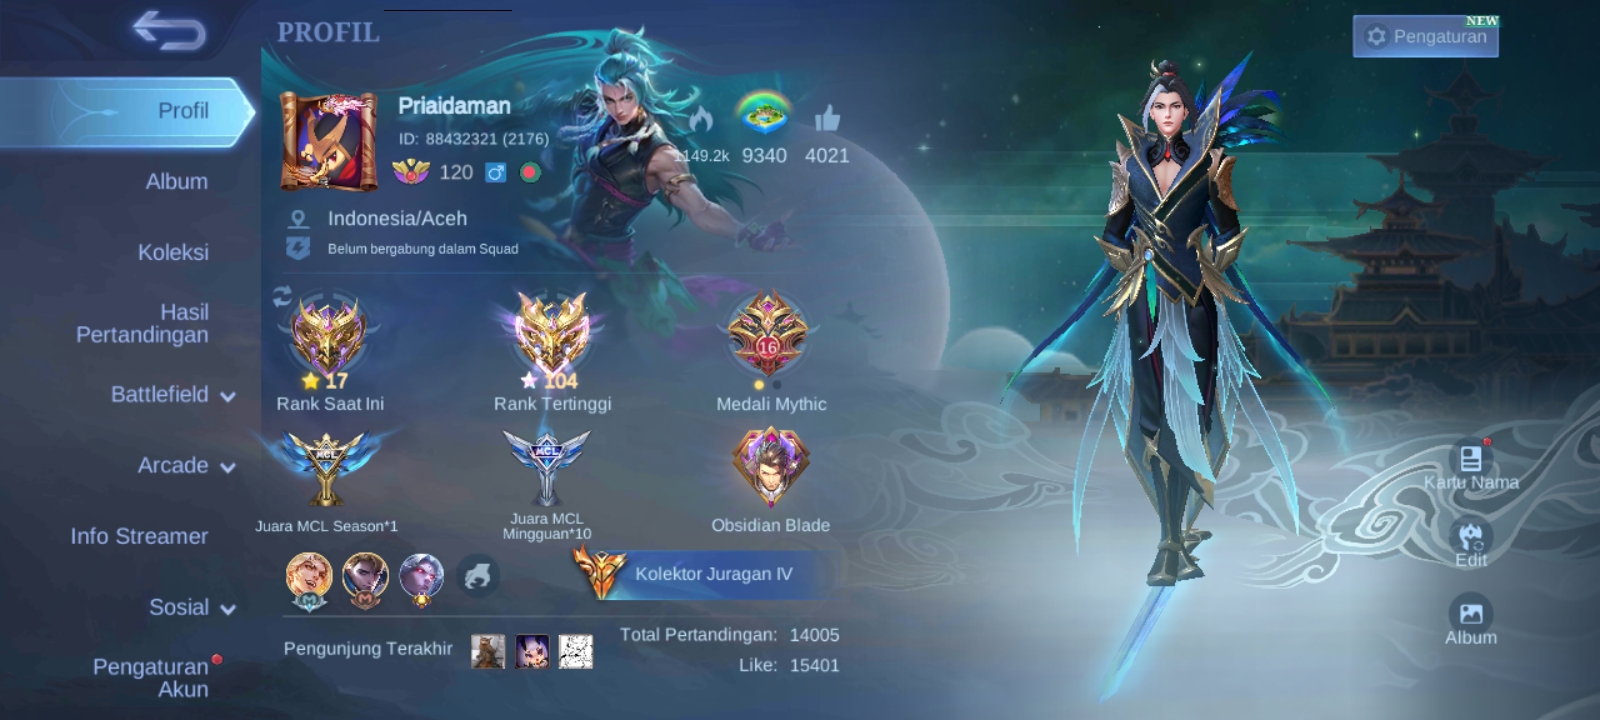 PROFIL
NEW
Pengaturan
Profil
Album
Koleksi
Hasil
Pertandingan
Battlefield
Arcade
Info Streamer
Sosial
Pengaturan
Akun
Priaidaman
ID: 88432321 (2176)
120
1149.2k
9340
4021
Indonesia/Aceh
Belum bergabung dalam Squad
17
Rank Saat Ini
104
Rank Tertinggi
16
Medali Mythic
MCL
Juara MCL Season*1
MCL
Juara MCL
Mingguan*10
Obsidian Blade
Kolektor Juragan IV
Pengunjung Terakhir
Total Pertandingan: 14005
Like: 15401
Kartu Nama
Edit
Album